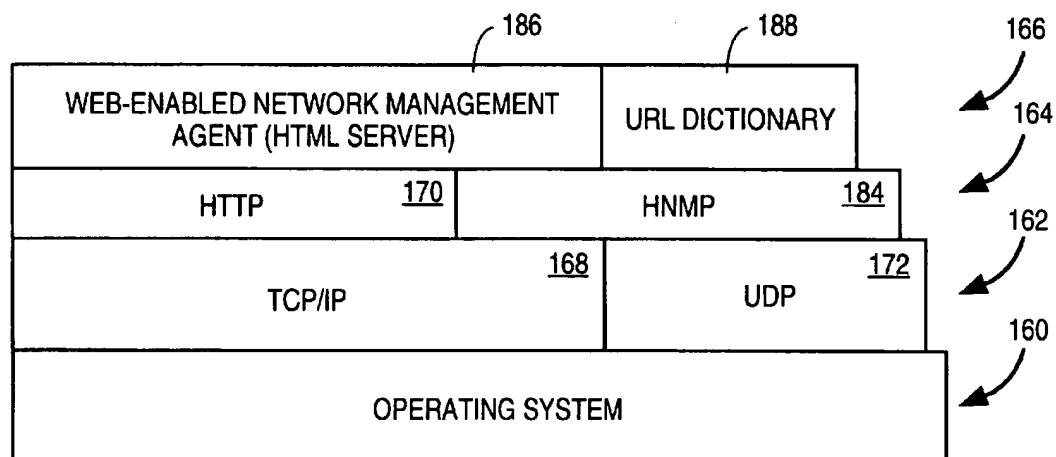 186
188
166
WEB-ENABLED NETWORK MANAGEMENT
AGENT (HTML SERVER)
URL DICTIONARY
164
HTTP
170
HNMP
184
162
168
TCP/IP
172
UDP
160
OPERATING SYSTEM